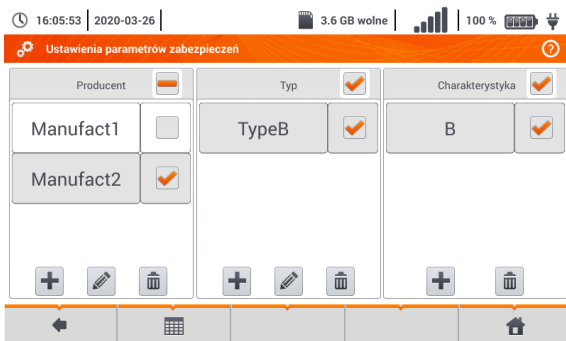 16:05:53 2020-03-26 3.6 GB wolne 100 %
Ustawienia parametrów zabezpieczeń ?
Producent Typ Charakterystyka
Manufact1 TypeB B
Manufact2